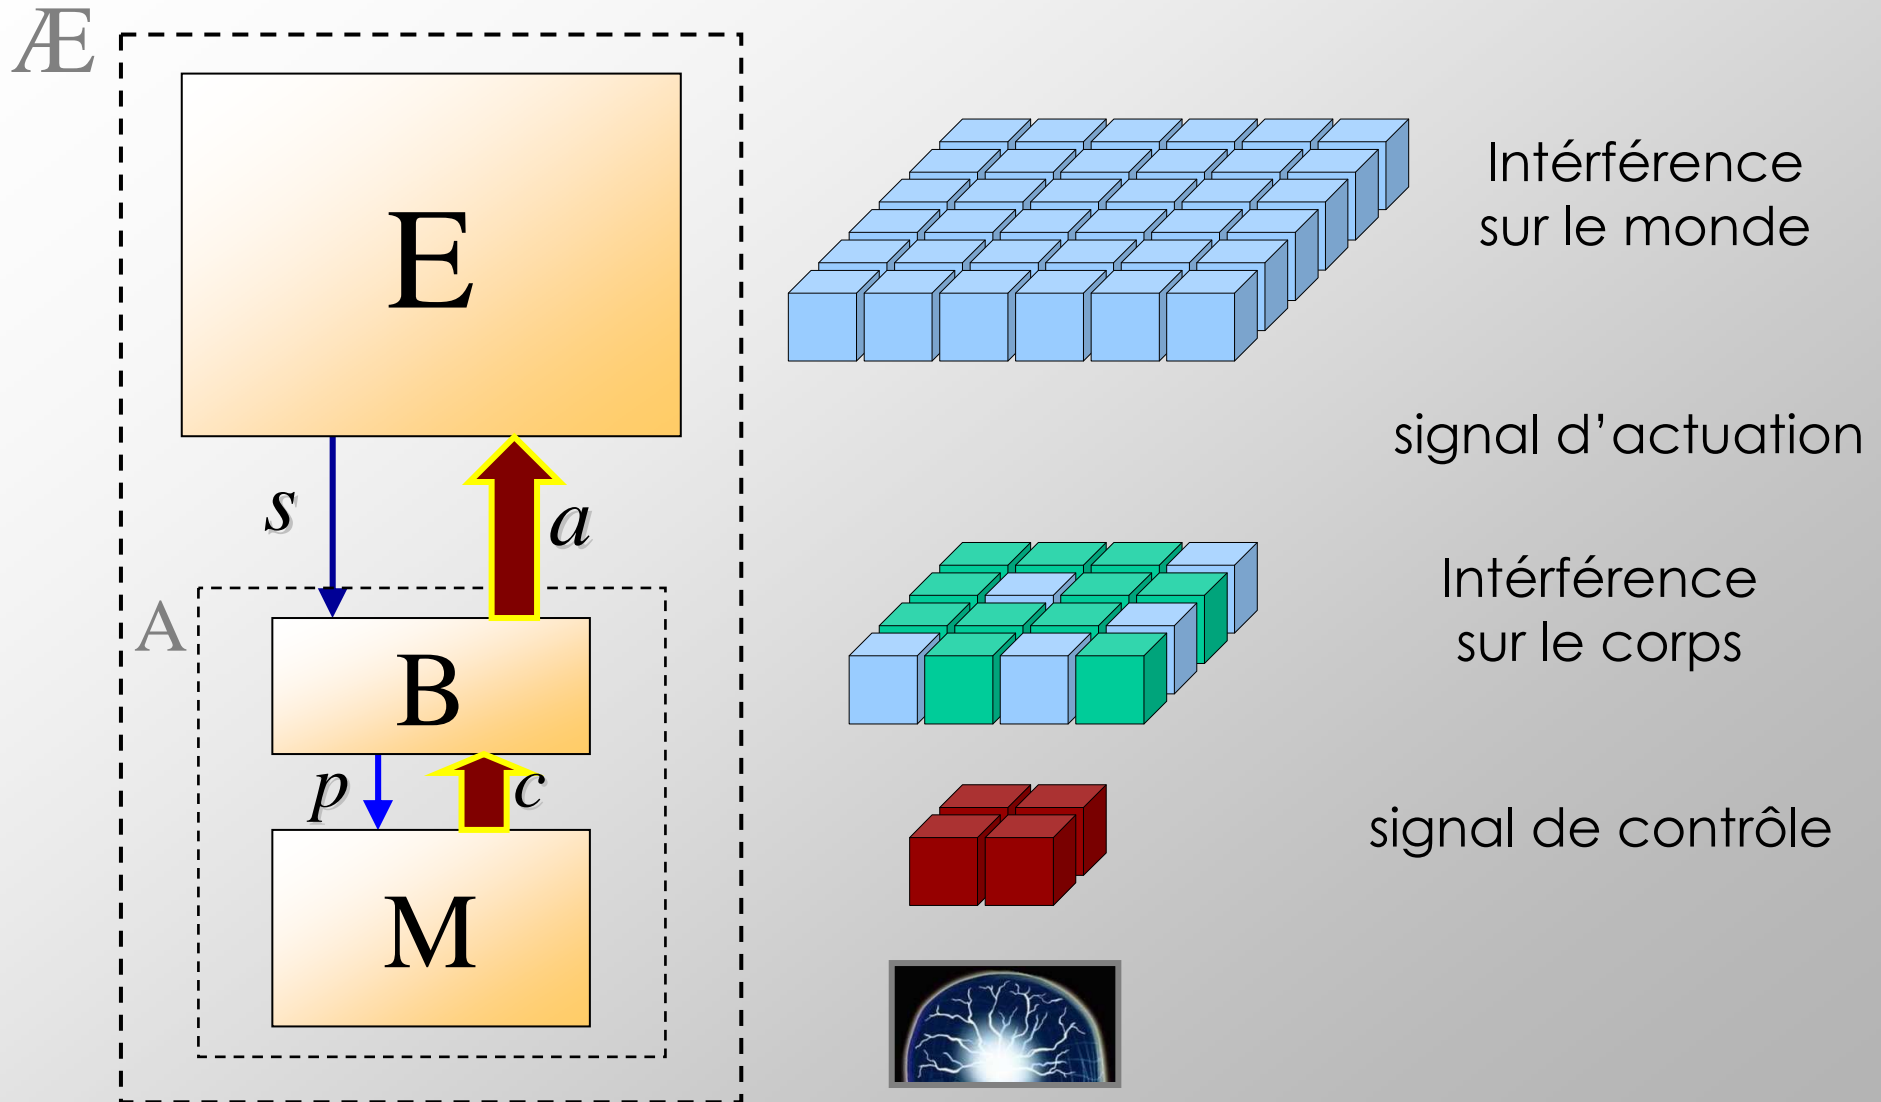 Æ
E
Intérférence
sur le monde
signal d’actuation
s
a
A
B
Intérférence
sur le corps
p
c
signal de contrôle
M